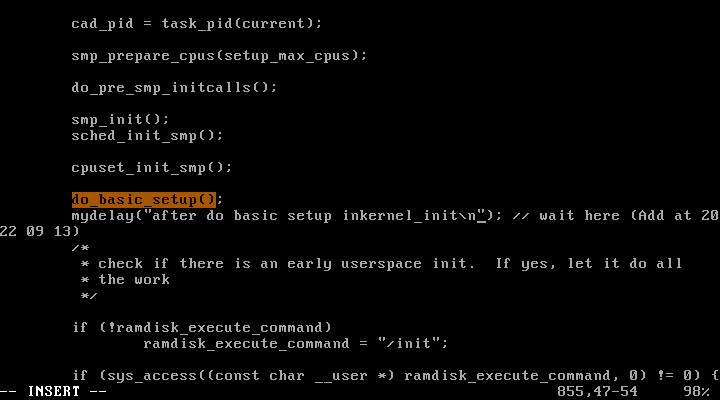 cad_pid = task_pid(current);
smp_prepare_cpus(setup_max_cpus);
do_pre_smp_initcalls();
smp_init();
sched_init_smp();
cpuset_init_smp();
do_basic_setup();
mydelay("after do basic setup inkernel_init\n"); // wait here (Add at 20
22 09 13)
/*
* check if there is an early userspace init.  If yes, let it do all
* the work
*/
if (!ramdisk_execute_command)
ramdisk_execute_command = "/init";
if (sys_access((const char __user *) ramdisk_execute_command, 0) != 0) {
-- INSERT -- 855,47-54 98%